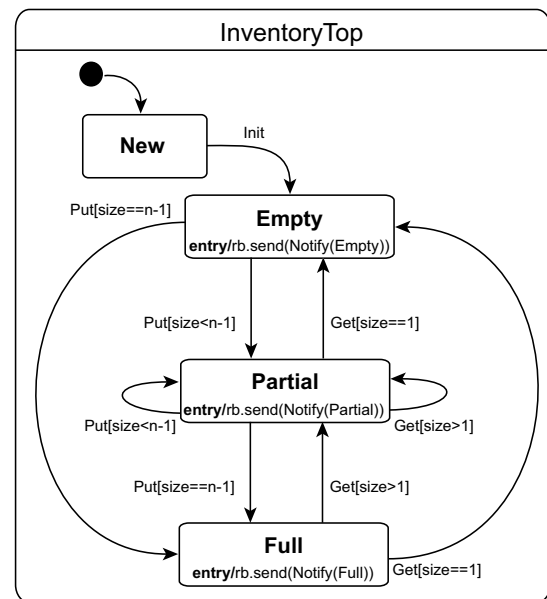 InventoryTop
New
Init
Put[size==n-1]
Empty
entry/rb.send(Notify(Empty))
Put[size<n-1]
Get[size==1]
Partial
entry/rb.send(Notify(Partial))
Put[size<n-1]
Get[size>1]
Put[size==n-1]
Get[size>1]
Full
entry/rb.send(Notify(Full))
Get[size==1]